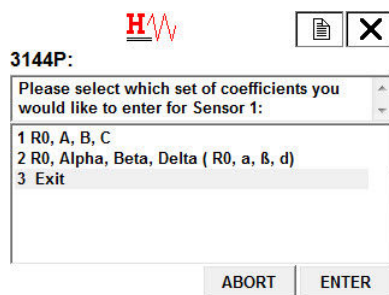 H
3144P:
Please select which set of coefficients you
would like to enter for Sensor 1:
1 R0, A, B, C
2 R0, Alpha, Beta, Delta ( R0, a, ß, d)
3 Exit
ABORT ENTER